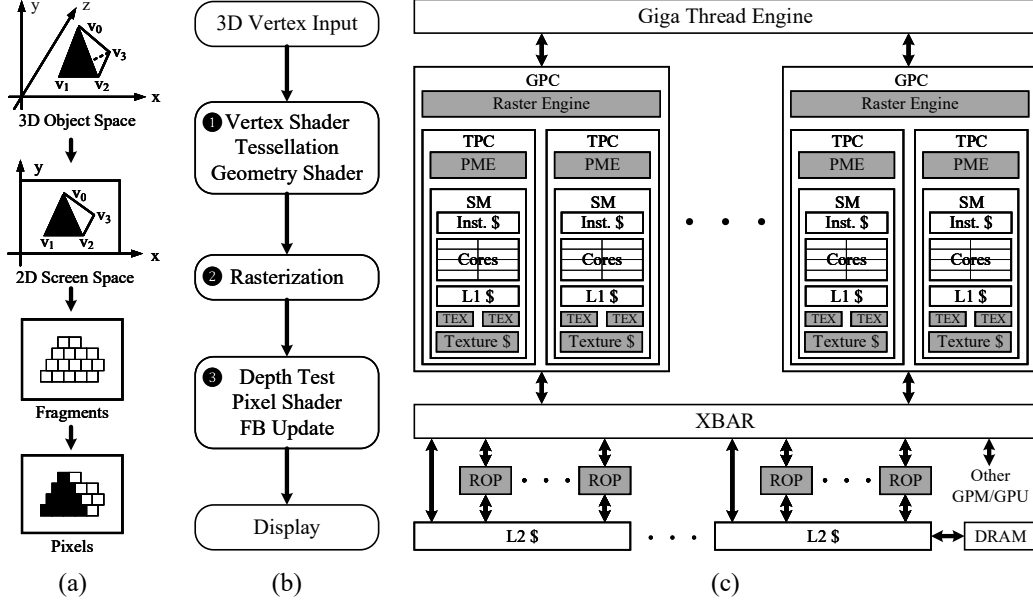 y
z
v0
v3
v1
v2
x
3D Object Space
y
v0
v3
v1
v2
x
2D Screen Space
Fragments
Pixels
(a)
3D Vertex Input
❶ Vertex Shader
Tessellation
Geometry Shader
❷ Rasterization
❸ Depth Test
Pixel Shader
FB Update
Display
(b)
Giga Thread Engine
GPC
Raster Engine
TPC
PME
SM
Inst. $
Cores
L1 $
TEX TEX
Texture $
TPC
PME
SM
Inst. $
Cores
L1 $
TEX TEX
Texture $
. . .
GPC
Raster Engine
TPC
PME
SM
Inst. $
Cores
L1 $
TEX TEX
Texture $
TPC
PME
SM
Inst. $
Cores
L1 $
TEX TEX
Texture $
XBAR
ROP . . . ROP
ROP . . . ROP
Other
GPM/GPU
L2 $ . . . . L2 $
DRAM
(c)